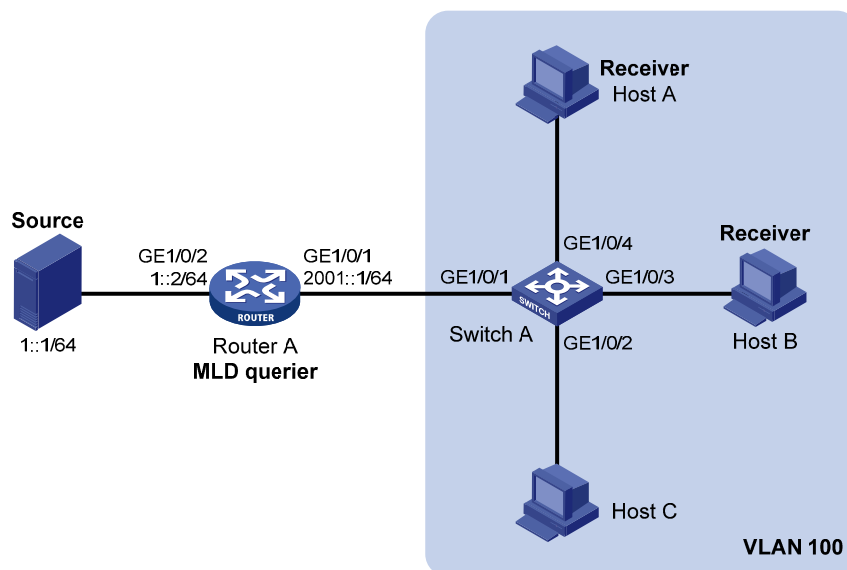 Receiver
Host A
Source
GE1/0/2
1::2/64
GE1/0/1
2001::1/64
GE1/0/4
Receiver
GE1/0/1
GE1/0/3
SWITCH
ROUTER
Switch A
GE1/0/2
Host B
1::1/64
Router A
MLD querier
Host C
VLAN 100